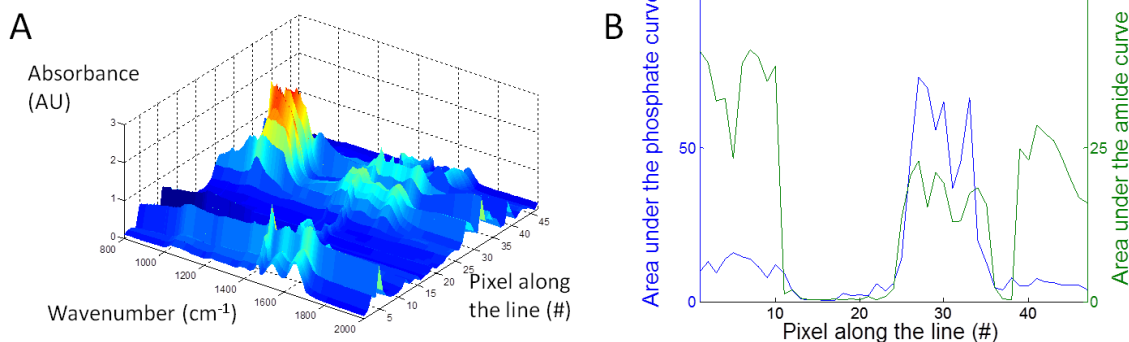 A
Absorbance
(AU)
3
2
1
0
800
1000
1200
1400
1600
1800
2000
Wavenumber (cm-1)
5
10
15
20
25
30
35
40
45
Pixel along
the line (#)
B
Area under the phosphate curve
50
0
10
20
30
40
Pixel along the line (#)
25
0
Area under the amide curve